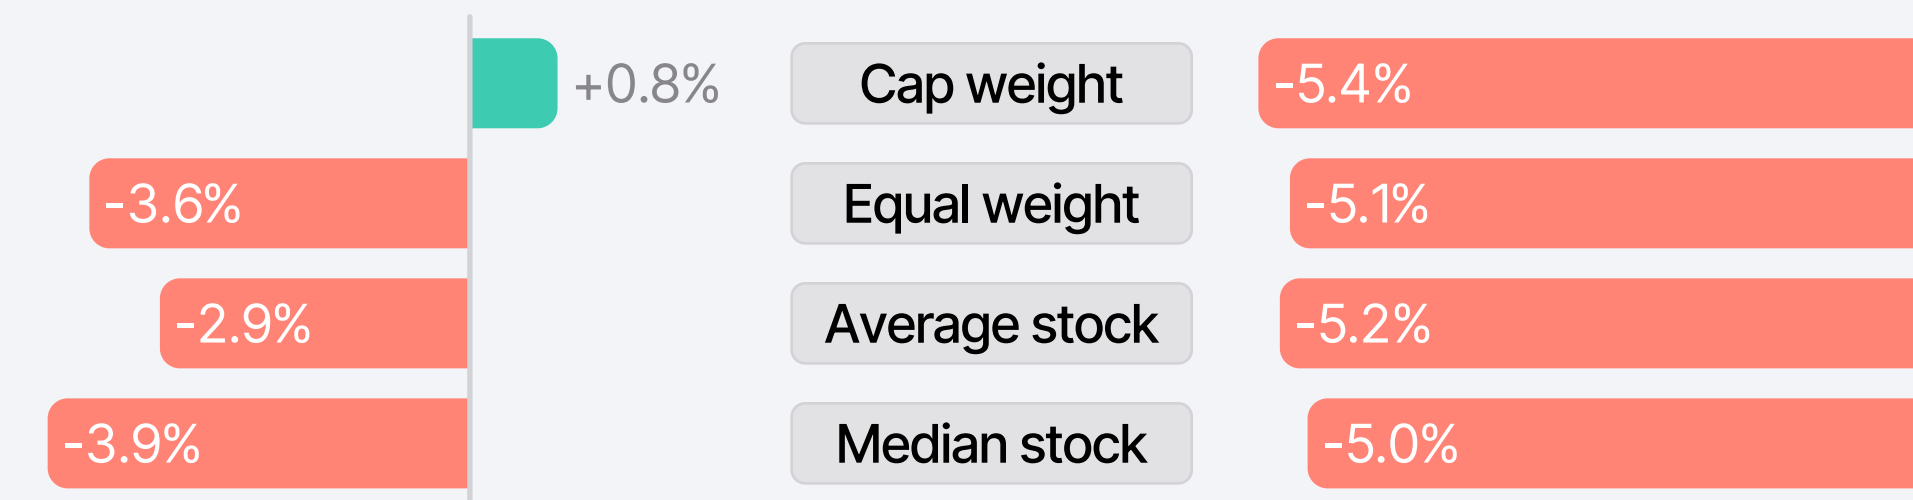 +0.8% Cap weight -5.4%
-3.6% Equal weight -5.1%
-2.9% Average stock -5.2%
-3.9% Median stock -5.0%